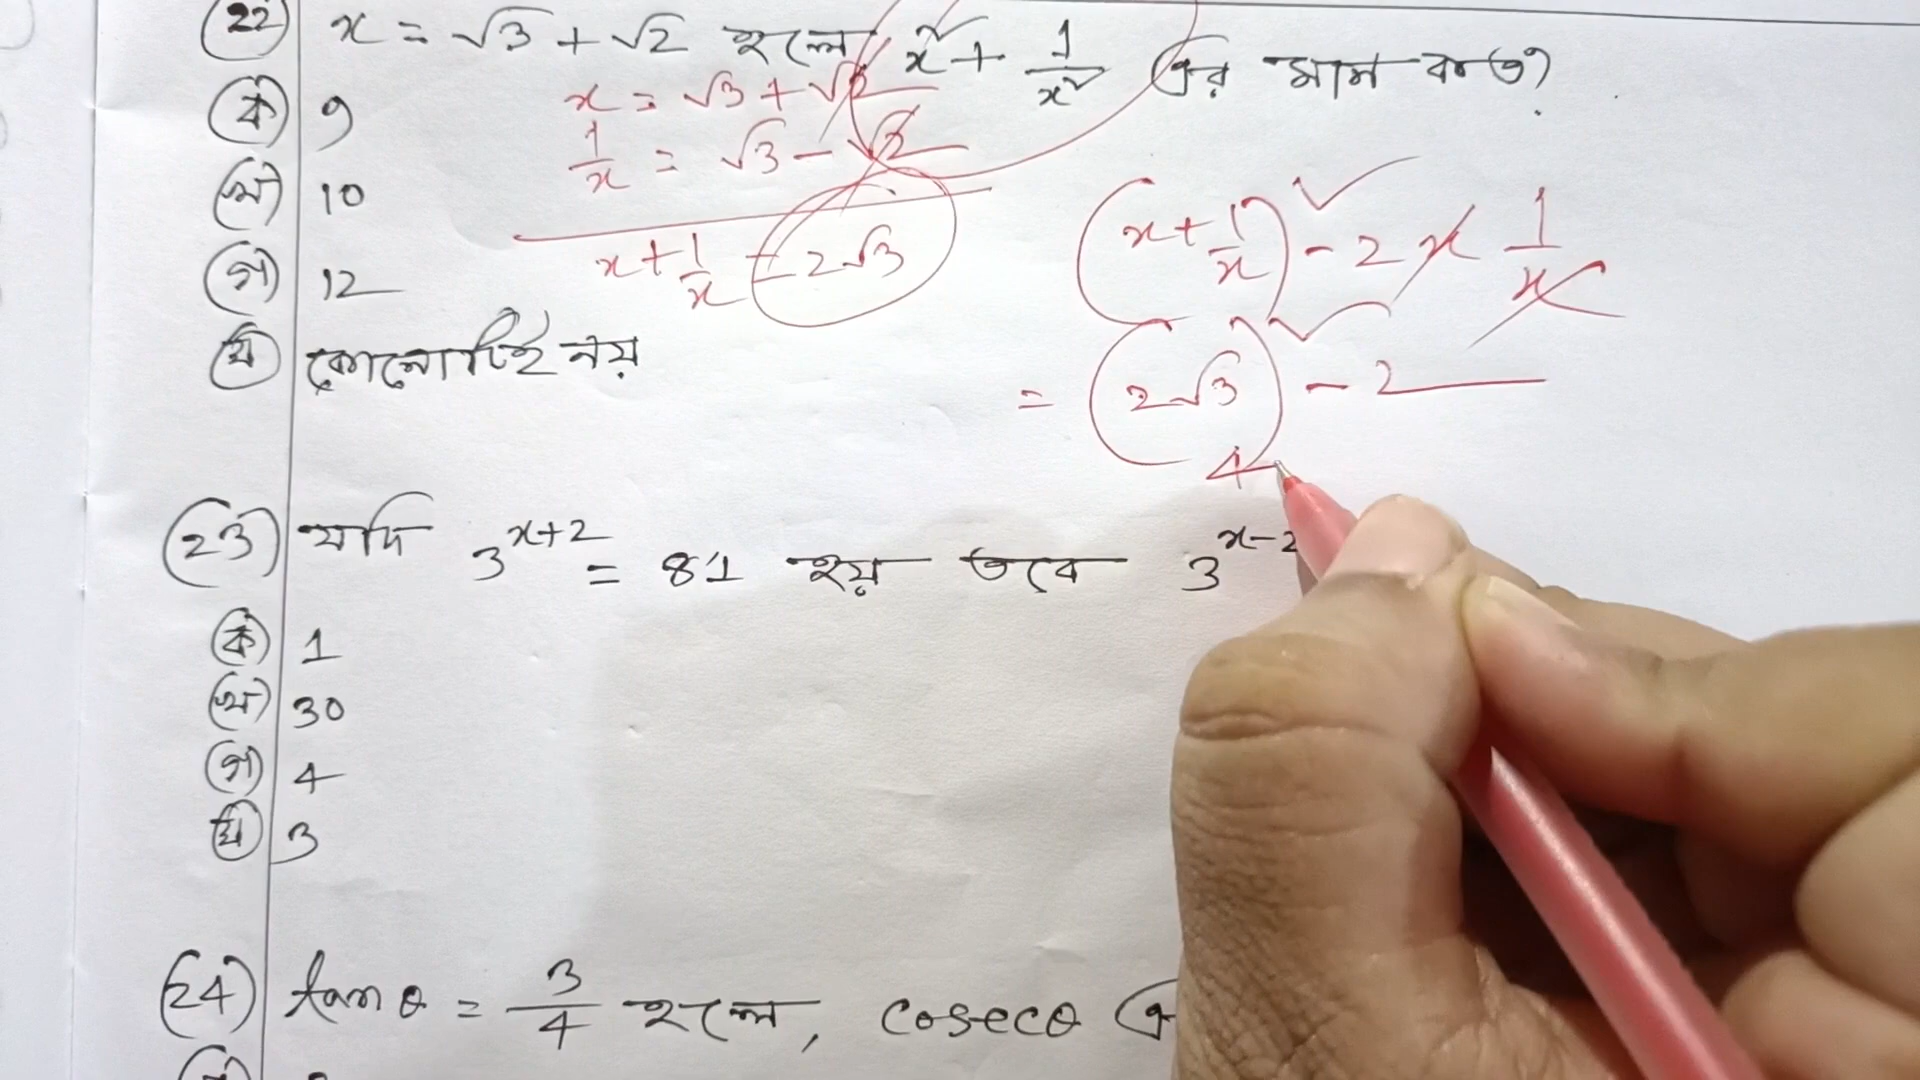 22 x = √3 + √2 হলে x² + 1/x² এর মান কত?
x = √3 + √2
ক 9
1/x = √3 - √2
খ 10
x + 1/x = 2√3
(x + 1/x)² - 2 x 1/x
গ 12
ঘ কোনোটিই নয়
= (2√3)² - 2
4
23 যদি 3^(x+2) = 81 হয় তবে 3^(x-2)
ক 1
খ 30
গ 4
ঘ 3
(24) tan θ = 3/4 হলে, cosecθ